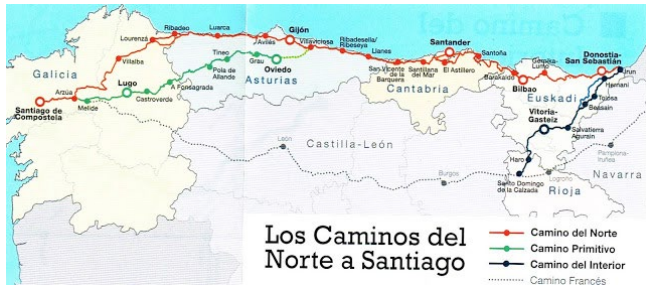 Ribadeo
Luarca
Gijón
Lourenzá
Avilés
Villaviciosa
Ribadesella/
Ribeseya
Llanes
Santander
Santoña
Donostia-
San Sebastián
Irun
Hernani
Tolosa
Beasain
Villalba
Tineo
Grau
Oviedo
Pola de
Allande
San Vicente
de la
Barquera
Santillana
del Mar
El Astillero
Barakaldo
Gernika-
Lumo
Bilbao
Galicia
Asturias
Cantabria
Euskadi
Lugo
A Fonsagrada
Castroverde
Arzúa
Melide
Santiago de
Compostela
Vitoria-
Gasteiz
Salvatierra
Agurain
León
Castilla-León
Pamplona-
Iruñea
Haro
Navarra
Santo Domingo
de la Calzada
Logroño
Burgos
Rioja
Los Caminos del
Norte a Santiago
Camino del Norte
Camino Primitivo
Camino del Interior
Camino Francés